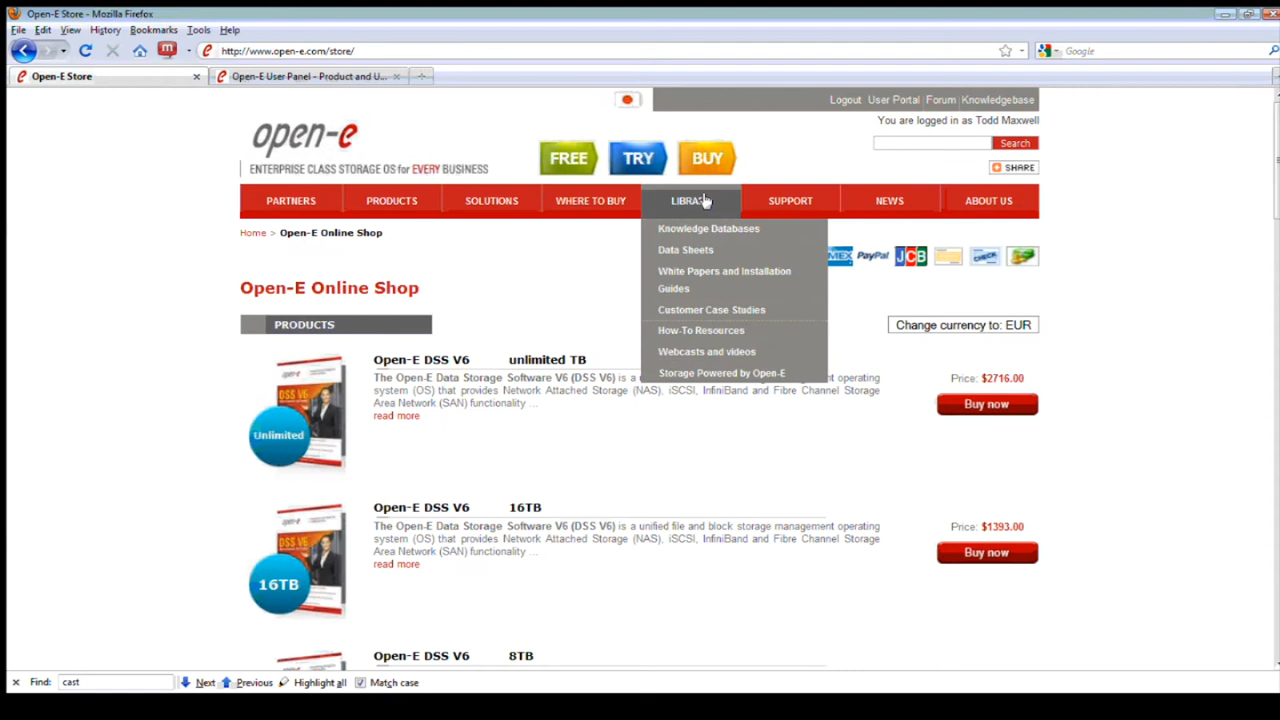 Open-E Store - Mozilla Firefox
File Edit View History Bookmarks Tools Help
http://www.open-e.com/store/
Google
Open-E Store
Open-E User Panel - Product and U...
Logout User Portal Forum Knowledgebase
You are logged in as Todd Maxwell
Search
SHARE
open-e
ENTERPRISE CLASS STORAGE OS for EVERY BUSINESS
FREE TRY BUY
PARTNERS PRODUCTS SOLUTIONS WHERE TO BUY LIBRA SUPPORT NEWS ABOUT US
Home > Open-E Online Shop
Knowledge Databases
Data Sheets
White Papers and Installation
Guides
Customer Case Studies
How-To Resources
Webcasts and videos
Storage Powered by Open-E
MEX PayPal JCB CHECK
Open-E Online Shop
PRODUCTS
Change currency to: EUR
Open-E DSS V6 unlimited TB
The Open-E Data Storage Software V6 (DSS V6) is a operating
system (OS) that provides Network Attached Storage (NAS), iSCSI, InfiniBand and Fibre Channel Storage
Area Network (SAN) functionality ...
read more
Price: $2716.00
Buy now
open-e
DSS V6
Unlimited
Open-E DSS V6 16TB
The Open-E Data Storage Software V6 (DSS V6) is a unified file and block storage management operating
system (OS) that provides Network Attached Storage (NAS), iSCSI, InfiniBand and Fibre Channel Storage
Area Network (SAN) functionality ...
read more
Price: $1393.00
Buy now
open-e
DSS V6
16TB
Open-E DSS V6 8TB
Find: cast Next Previous Highlight all Match case